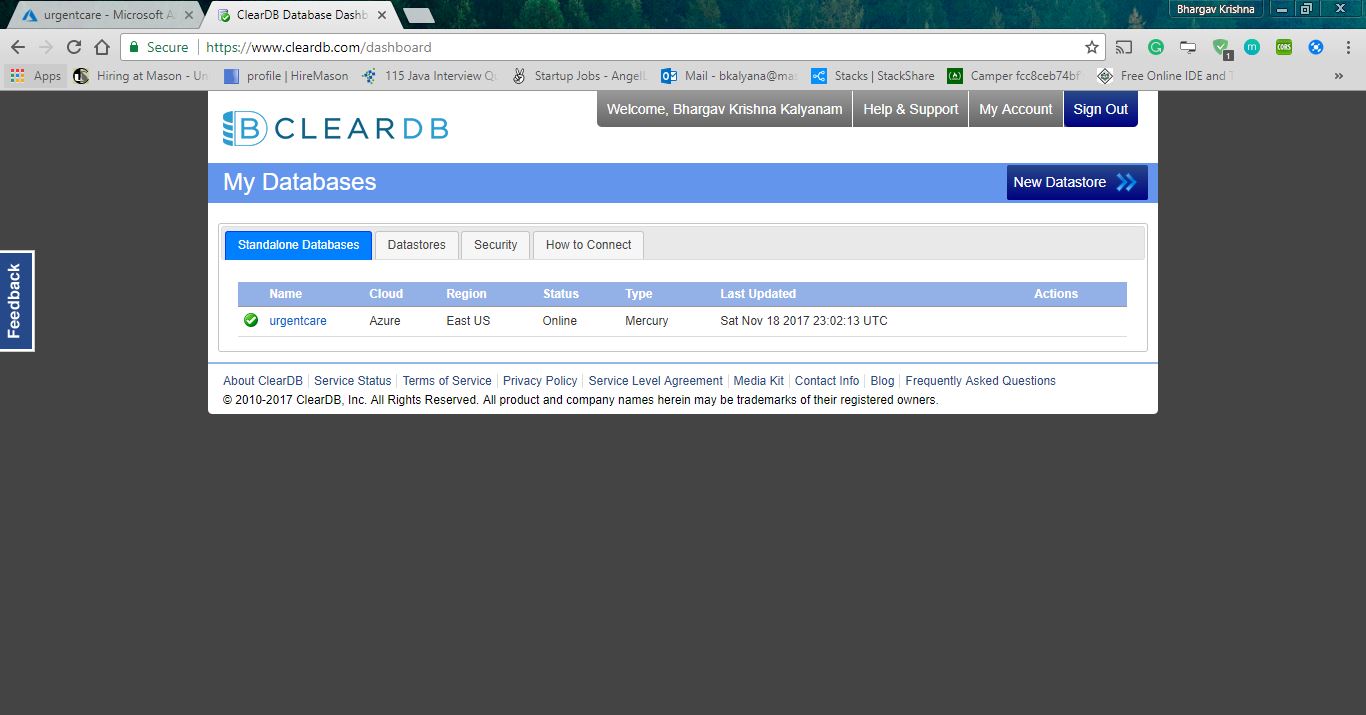 urgentcare - Microsoft A
ClearDB Database Dashb
Bhargav Krishna
Secure
https://www.cleardb.com/dashboard
1
m
CORS
Apps
Hiring at Mason - Un
profile | HireMason
115 Java Interview Qu
Startup Jobs - AngelL
Mail - bkalyana@mas
Stacks | StackShare
Camper fcc8ceb74bf
Free Online IDE and T
»
CLEARDB
Welcome, Bhargav Krishna Kalyanam
Help & Support
My Account
Sign Out
My Databases
New Datastore
Feedback
Standalone Databases
Datastores
Security
How to Connect
Name Cloud Region Status Type Last Updated Actions
urgentcare Azure East US Online Mercury Sat Nov 18 2017 23:02:13 UTC
About ClearDB | Service Status | Terms of Service | Privacy Policy | Service Level Agreement | Media Kit | Contact Info | Blog | Frequently Asked Questions
© 2010-2017 ClearDB, Inc. All Rights Reserved. All product and company names herein may be trademarks of their registered owners.